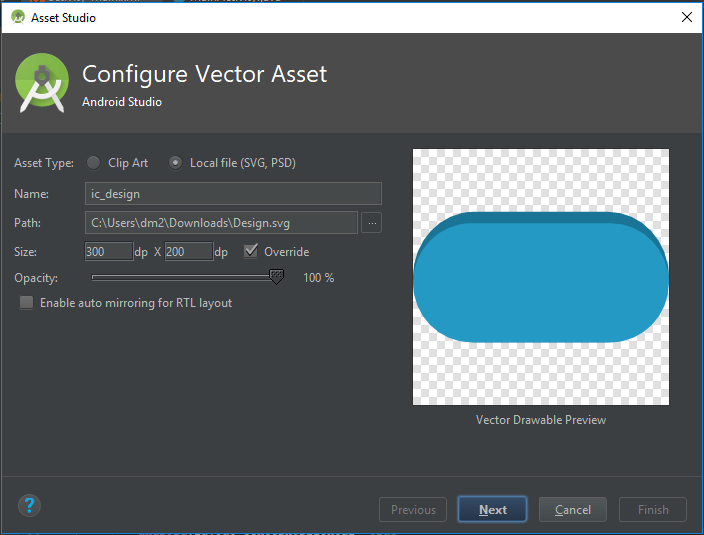 Asset Studio
Configure Vector Asset
Android Studio
Asset Type: Clip Art Local file (SVG, PSD)
Name: ic_design
Path: C:\Users\dm2\Downloads\Design.svg ...
Size: 300 dp X 200 dp Override
Opacity: 100 %
Enable auto mirroring for RTL layout
Vector Drawable Preview
? Previous Next Cancel Finish